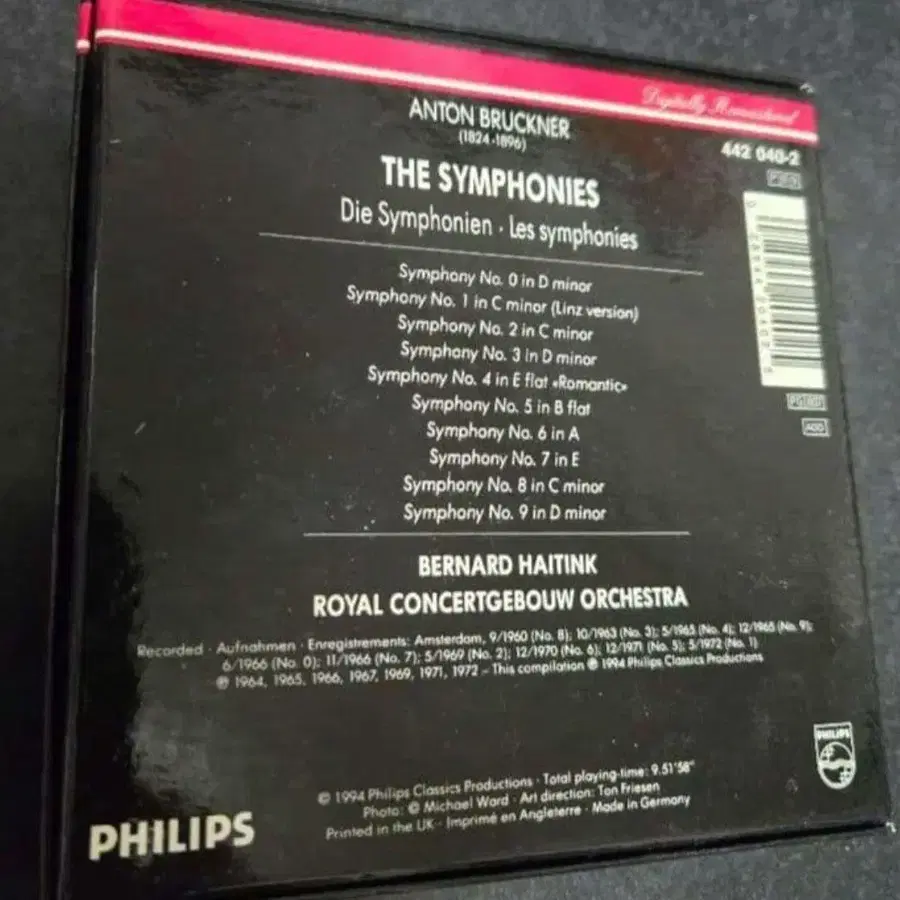 Digitally Remastered
ANTON BRUCKNER
(1824-1896)
442 040-2
THE SYMPHONIES
Die Symphonien · Les symphonies
Symphony No. 0 in D minor
Symphony No. 1 in C minor (Linz version)
Symphony No. 2 in C minor
Symphony No. 3 in D minor
Symphony No. 4 in E flat «Romantic»
Symphony No. 5 in B flat
Symphony No. 6 in A
Symphony No. 7 in E
Symphony No. 8 in C minor
Symphony No. 9 in D minor
ADD
BERNARD HAITINK
ROYAL CONCERTGEBOUW ORCHESTRA
Recorded · Aufnahmen · Enregistrements: Amsterdam, 9/1960 (No. 8); 10/1963 (No. 3); 5/1965 (No. 4); 12/1965 (No. 9);
6/1966 (No. 0); 11/1966 (No. 7); 5/1969 (No. 2); 12/1970 (No. 6); 12/1971 (No. 5); 5/1972 (No. 1)
℗ 1964, 1965, 1966, 1967, 1969, 1971, 1972 – This compilation ℗ 1994 Philips Classics Productions
© 1994 Philips Classics Productions · Total playing-time: 9.51'58"
Photo: © Michael Ward · Art direction: Ton Friesen
Printed in the UK · Imprimé en Angleterre · Made in Germany
PHILIPS
PHILIPS